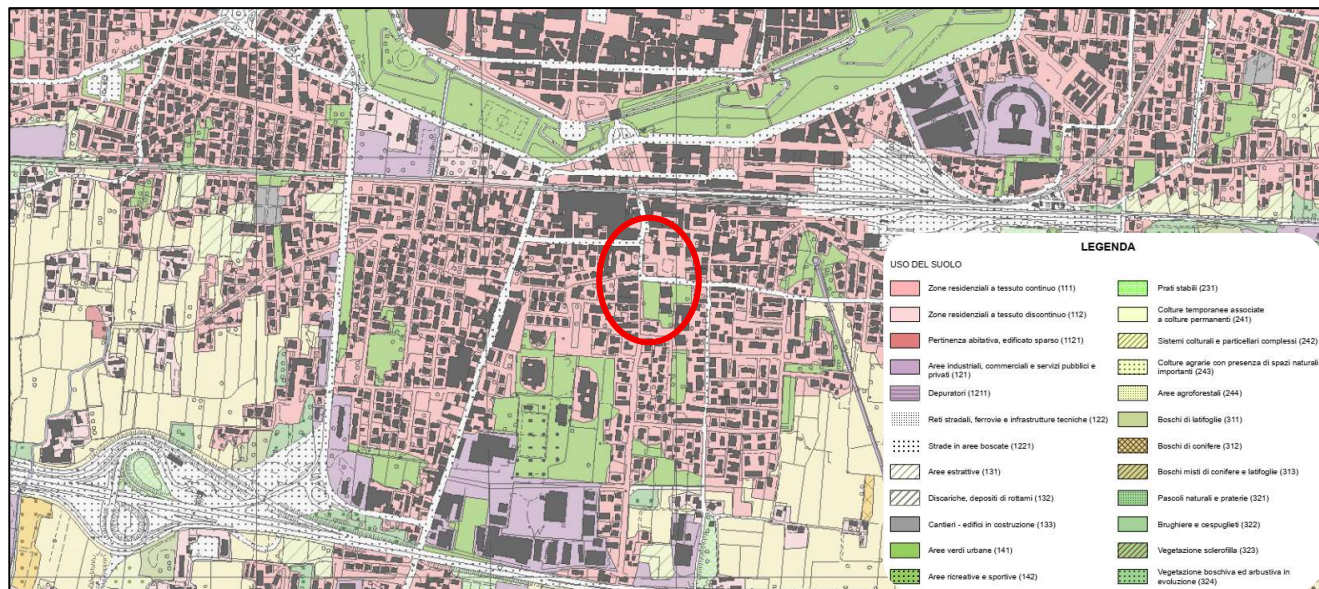 LEGENDA
USO DEL SUOLO
Zone residenziali a tessuto continuo (111)
Zone residenziali a tessuto discontinuo (112)
Pertinenza abitativa, edificato sparso (1121)
Aree industriali, commerciali e servizi pubblici e
privati (121)
Depuratori (1211)
Reti stradali, ferrovie e infrastrutture tecniche (122)
Strade in aree boscate (1221)
Aree estrattive (131)
Discariche, depositi di rottami (132)
Cantieri - edifici in costruzione (133)
Aree verdi urbane (141)
Aree ricreative e sportive (142)
Prati stabili (231)
Colture temporanee associate
a colture permanenti (241)
Sistemi colturali e particellari complessi (242)
Colture agrarie con presenza di spazi naturali
importanti (243)
Aree agroforestali (244)
Boschi di latifoglie (311)
Boschi di conifere (312)
Boschi misti di conifere e latifoglie (313)
Pascoli naturali e praterie (321)
Brughiere e cespuglieti (322)
Vegetazione sclerofilla (323)
Vegetazione boschiva ed arbustiva in
evoluzione (324)